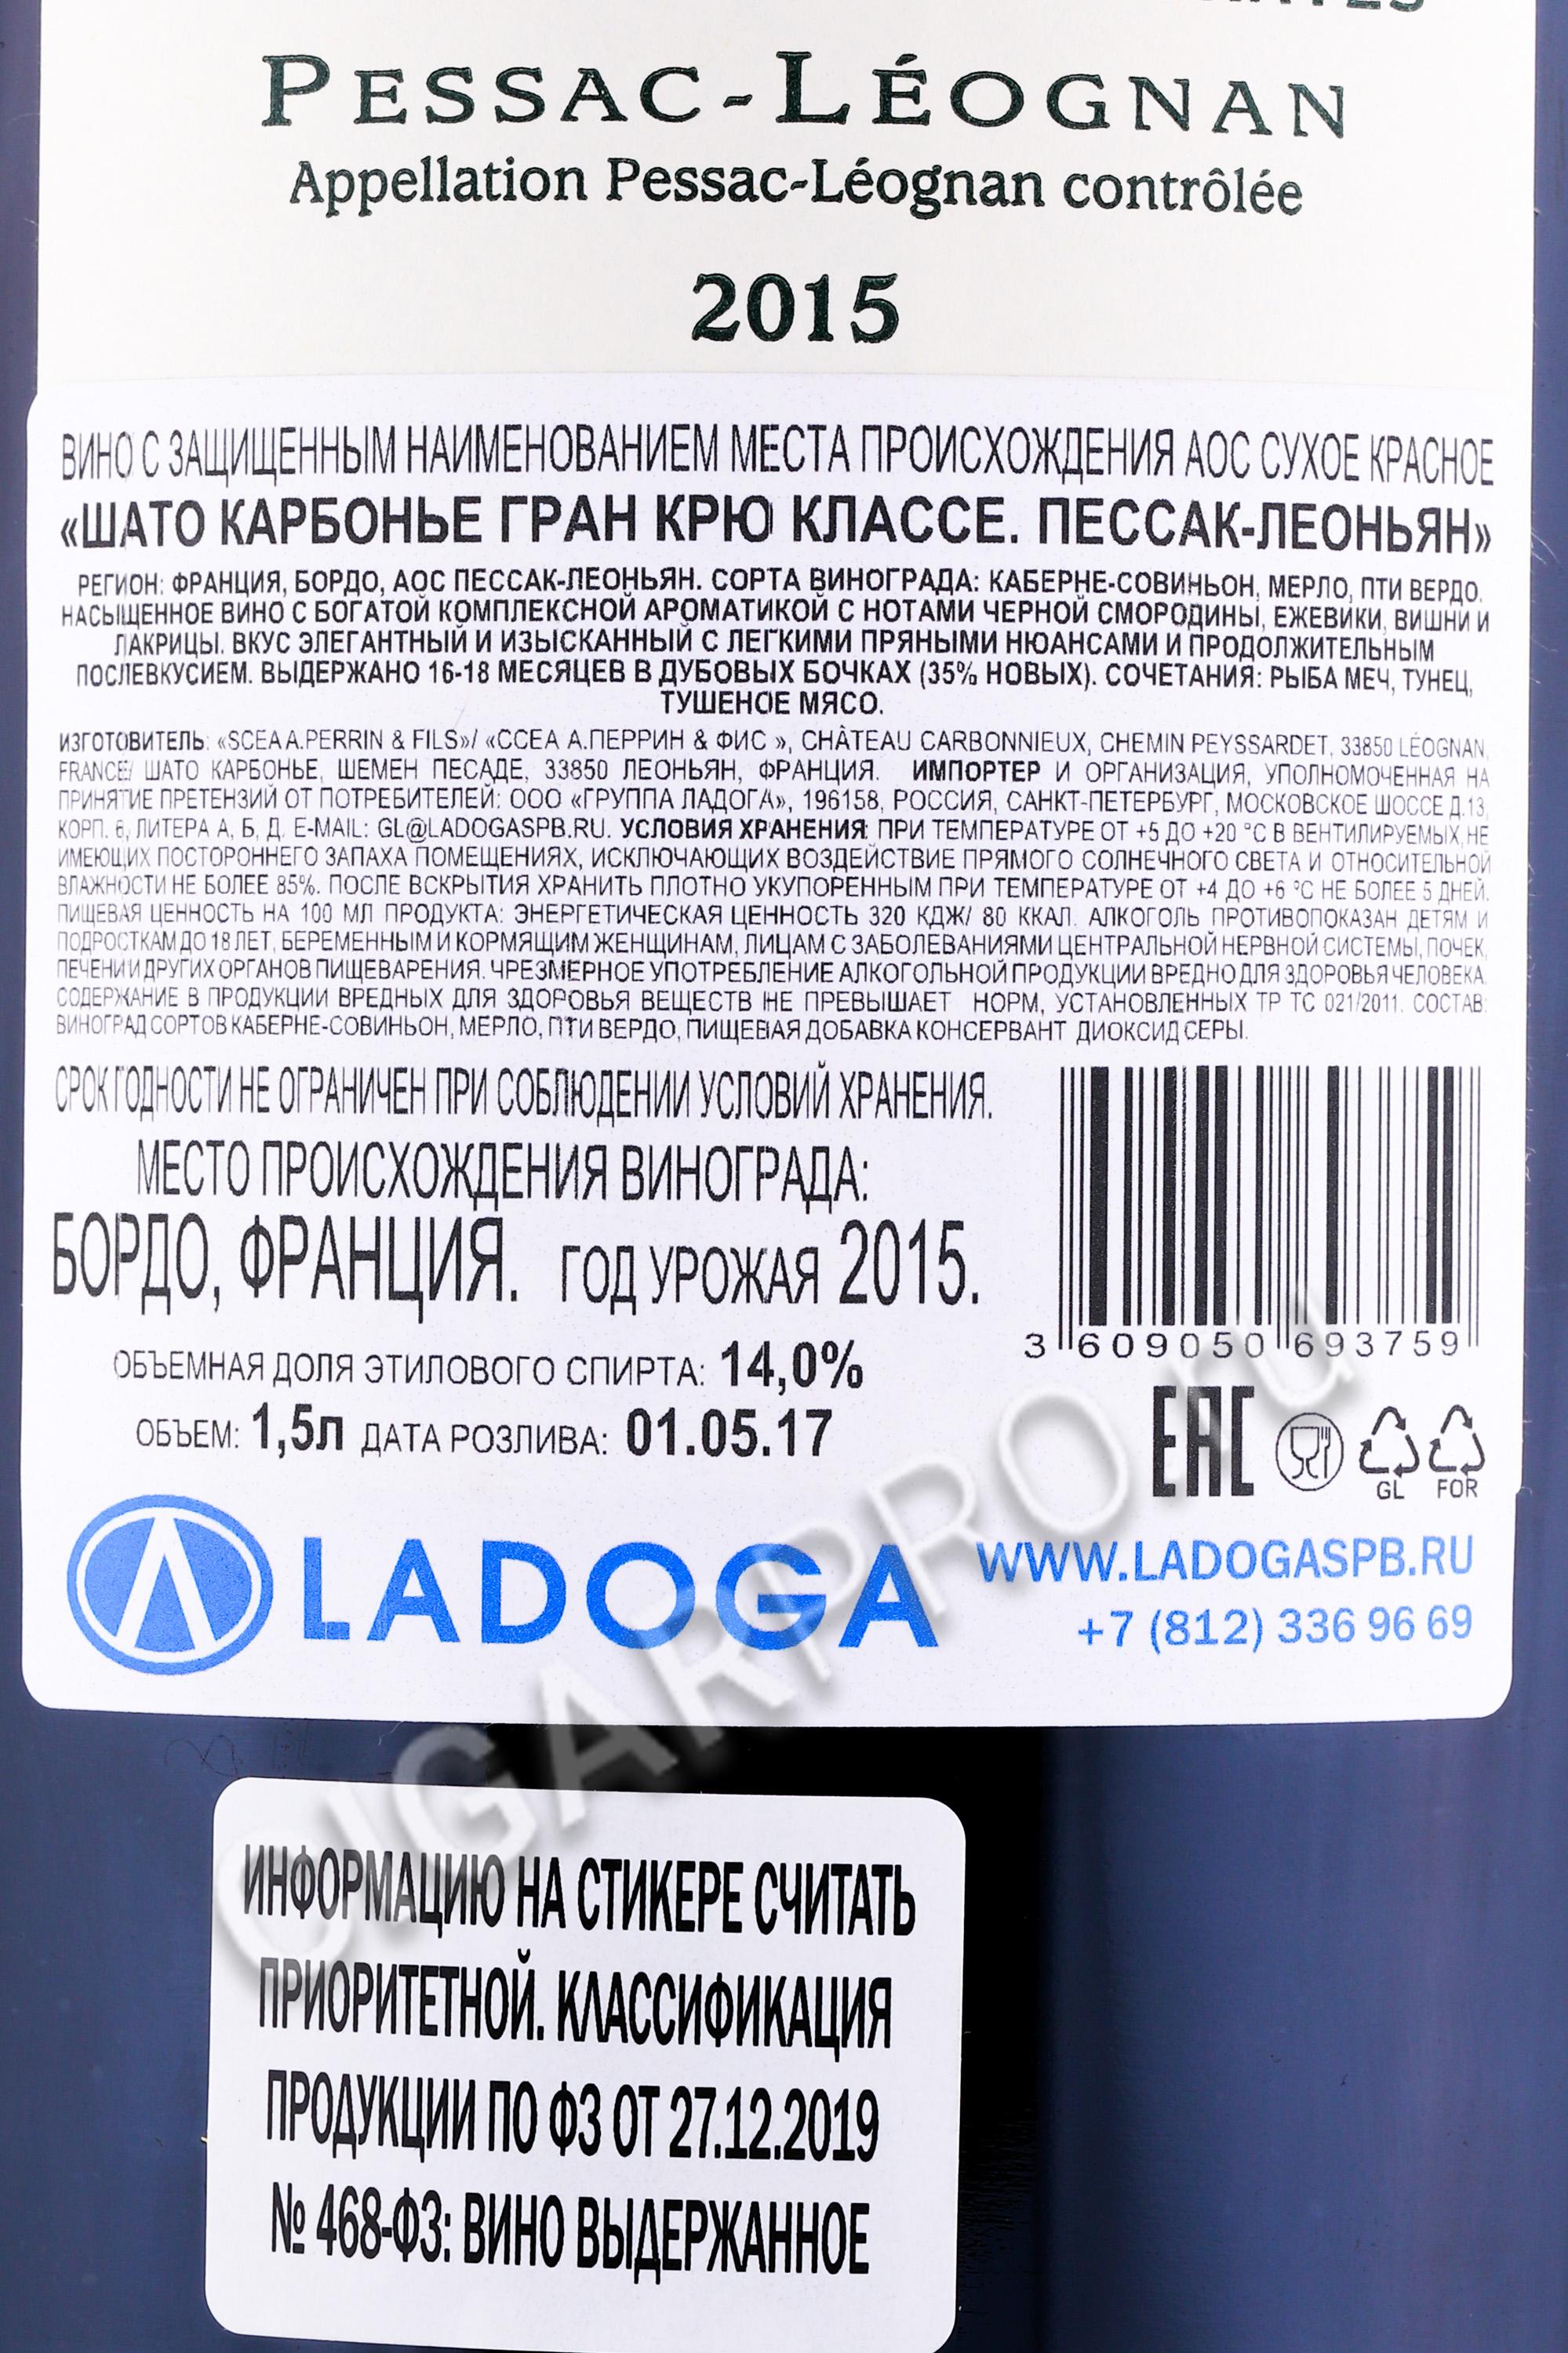 PESSAC-LÉOGNAN
Appellation Pessac-Léognan contrôlée
2015
ВИНО С ЗАЩИЩЕННЫМ НАИМЕНОВАНИЕМ МЕСТА ПРОИСХОЖДЕНИЯ АОС СУХОЕ КРАСНОЕ
«ШАТО КАРБОНЬЕ ГРАН КРЮ КЛАССЕ. ПЕССАК-ЛЕОНЬЯН»
РЕГИОН: ФРАНЦИЯ, БОРДО, АОС ПЕССАК-ЛЕОНЬЯН. СОРТА ВИНОГРАДА: КАБЕРНЕ-СОВИНЬОН, МЕРЛО, ПТИ ВЕРДО.
НАСЫЩЕННОЕ ВИНО С БОГАТОЙ КОМПЛЕКСНОЙ АРОМАТИКОЙ С НОТАМИ ЧЕРНОЙ СМОРОДИНЫ, ЕЖЕВИКИ, ВИШНИ И
ЛАКРИЦЫ. ВКУС ЭЛЕГАНТНЫЙ И ИЗЫСКАННЫЙ С ЛЕГКИМИ ПРЯНЫМИ НЮАНСАМИ И ПРОДОЛЖИТЕЛЬНЫМ
ПОСЛЕВКУСИЕМ. ВЫДЕРЖАНО 16-18 МЕСЯЦЕВ В ДУБОВЫХ БОЧКАХ (35% НОВЫХ). СОЧЕТАНИЯ: РЫБА МЕЧ, ТУНЕЦ,
ТУШЕНОЕ МЯСО.
ИЗГОТОВИТЕЛЬ: «SCEA A.PERRIN & FILS»/ «ССЕА А.ПЕРРИН & ФИС », CHÂTEAU CARBONNIEUX, CHEMIN PEYSSARDET, 33850 LÉOGNAN,
FRANCE/ ШАТО КАРБОНЬЕ, ШЕМЕН ПЕСАДЕ, 33850 ЛЕОНЬЯН, ФРАНЦИЯ. ИМПОРТЕР И ОРГАНИЗАЦИЯ, УПОЛНОМОЧЕННАЯ НА
ПРИНЯТИЕ ПРЕТЕНЗИЙ ОТ ПОТРЕБИТЕЛЕЙ: ООО «ГРУППА ЛАДОГА», 196158, РОССИЯ, САНКТ-ПЕТЕРБУРГ, МОСКОВСКОЕ ШОССЕ Д.13,
КОРП. 6, ЛИТЕРА А, Б, Д. E-MAIL: GL@LADOGASPB.RU. УСЛОВИЯ ХРАНЕНИЯ: ПРИ ТЕМПЕРАТУРЕ ОТ +5 ДО +20 °С В ВЕНТИЛИРУЕМЫХ, НЕ
ИМЕЮЩИХ ПОСТОРОННЕГО ЗАПАХА ПОМЕЩЕНИЯХ, ИСКЛЮЧАЮЩИХ ВОЗДЕЙСТВИЕ ПРЯМОГО СОЛНЕЧНОГО СВЕТА И ОТНОСИТЕЛЬНОЙ
ВЛАЖНОСТИ НЕ БОЛЕЕ 85%. ПОСЛЕ ВСКРЫТИЯ ХРАНИТЬ ПЛОТНО УКУПОРЕННЫМ ПРИ ТЕМПЕРАТУРЕ ОТ +4 ДО +6 °С НЕ БОЛЕЕ 5 ДНЕЙ.
ПИЩЕВАЯ ЦЕННОСТЬ НА 100 МЛ ПРОДУКТА: ЭНЕРГЕТИЧЕСКАЯ ЦЕННОСТЬ 320 КДЖ/ 80 ККАЛ. АЛКОГОЛЬ ПРОТИВОПОКАЗАН ДЕТЯМ И
ПОДРОСТКАМ ДО 18 ЛЕТ, БЕРЕМЕННЫМ И КОРМЯЩИМ ЖЕНЩИНАМ, ЛИЦАМ С ЗАБОЛЕВАНИЯМИ ЦЕНТРАЛЬНОЙ НЕРВНОЙ СИСТЕМЫ, ПОЧЕК,
ПЕЧЕНИ И ДРУГИХ ОРГАНОВ ПИЩЕВАРЕНИЯ. ЧРЕЗМЕРНОЕ УПОТРЕБЛЕНИЕ АЛКОГОЛЬНОЙ ПРОДУКЦИИ ВРЕДНО ДЛЯ ЗДОРОВЬЯ ЧЕЛОВЕКА.
СОДЕРЖАНИЕ В ПРОДУКЦИИ ВРЕДНЫХ ДЛЯ ЗДОРОВЬЯ ВЕЩЕСТВ НЕ ПРЕВЫШАЕТ НОРМ, УСТАНОВЛЕННЫХ ТР ТС 021/2011. СОСТАВ:
ВИНОГРАД СОРТОВ КАБЕРНЕ-СОВИНЬОН, МЕРЛО, ПТИ ВЕРДО, ПИЩЕВАЯ ДОБАВКА КОНСЕРВАНТ ДИОКСИД СЕРЫ.
СРОК ГОДНОСТИ НЕ ОГРАНИЧЕН ПРИ СОБЛЮДЕНИИ УСЛОВИЙ ХРАНЕНИЯ.
МЕСТО ПРОИСХОЖДЕНИЯ ВИНОГРАДА:
БОРДО, ФРАНЦИЯ. ГОД УРОЖАЯ 2015.
3 609050 693759
ОБЪЕМНАЯ ДОЛЯ ЭТИЛОВОГО СПИРТА: 14,0%
ОБЪЕМ: 1,5л ДАТА РОЗЛИВА: 01.05.17
EAC
GL FOR
LADOGA
WWW.LADOGASPB.RU
+7 (812) 336 96 69
CIGARPRO.ru
ИНФОРМАЦИЮ НА СТИКЕРЕ СЧИТАТЬ
ПРИОРИТЕТНОЙ. КЛАССИФИКАЦИЯ
ПРОДУКЦИИ ПО ФЗ ОТ 27.12.2019
№ 468-ФЗ: ВИНО ВЫДЕРЖАННОЕ